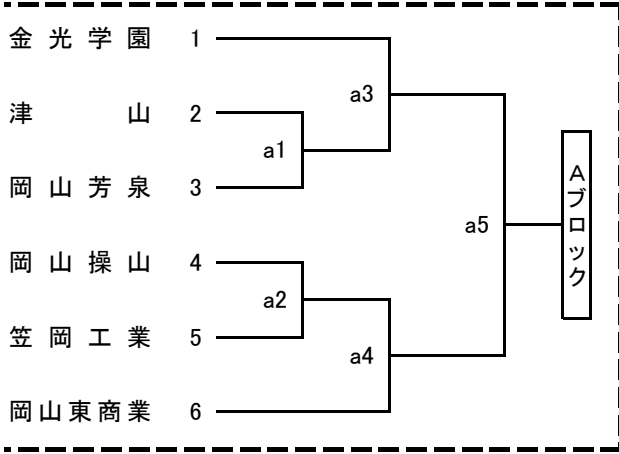 金光学園 1
a3
津山 2
a1
岡山芳泉 3
a5
Aブロック
岡山操山 4
a2
笠岡工業 5
a4
岡山東商業 6